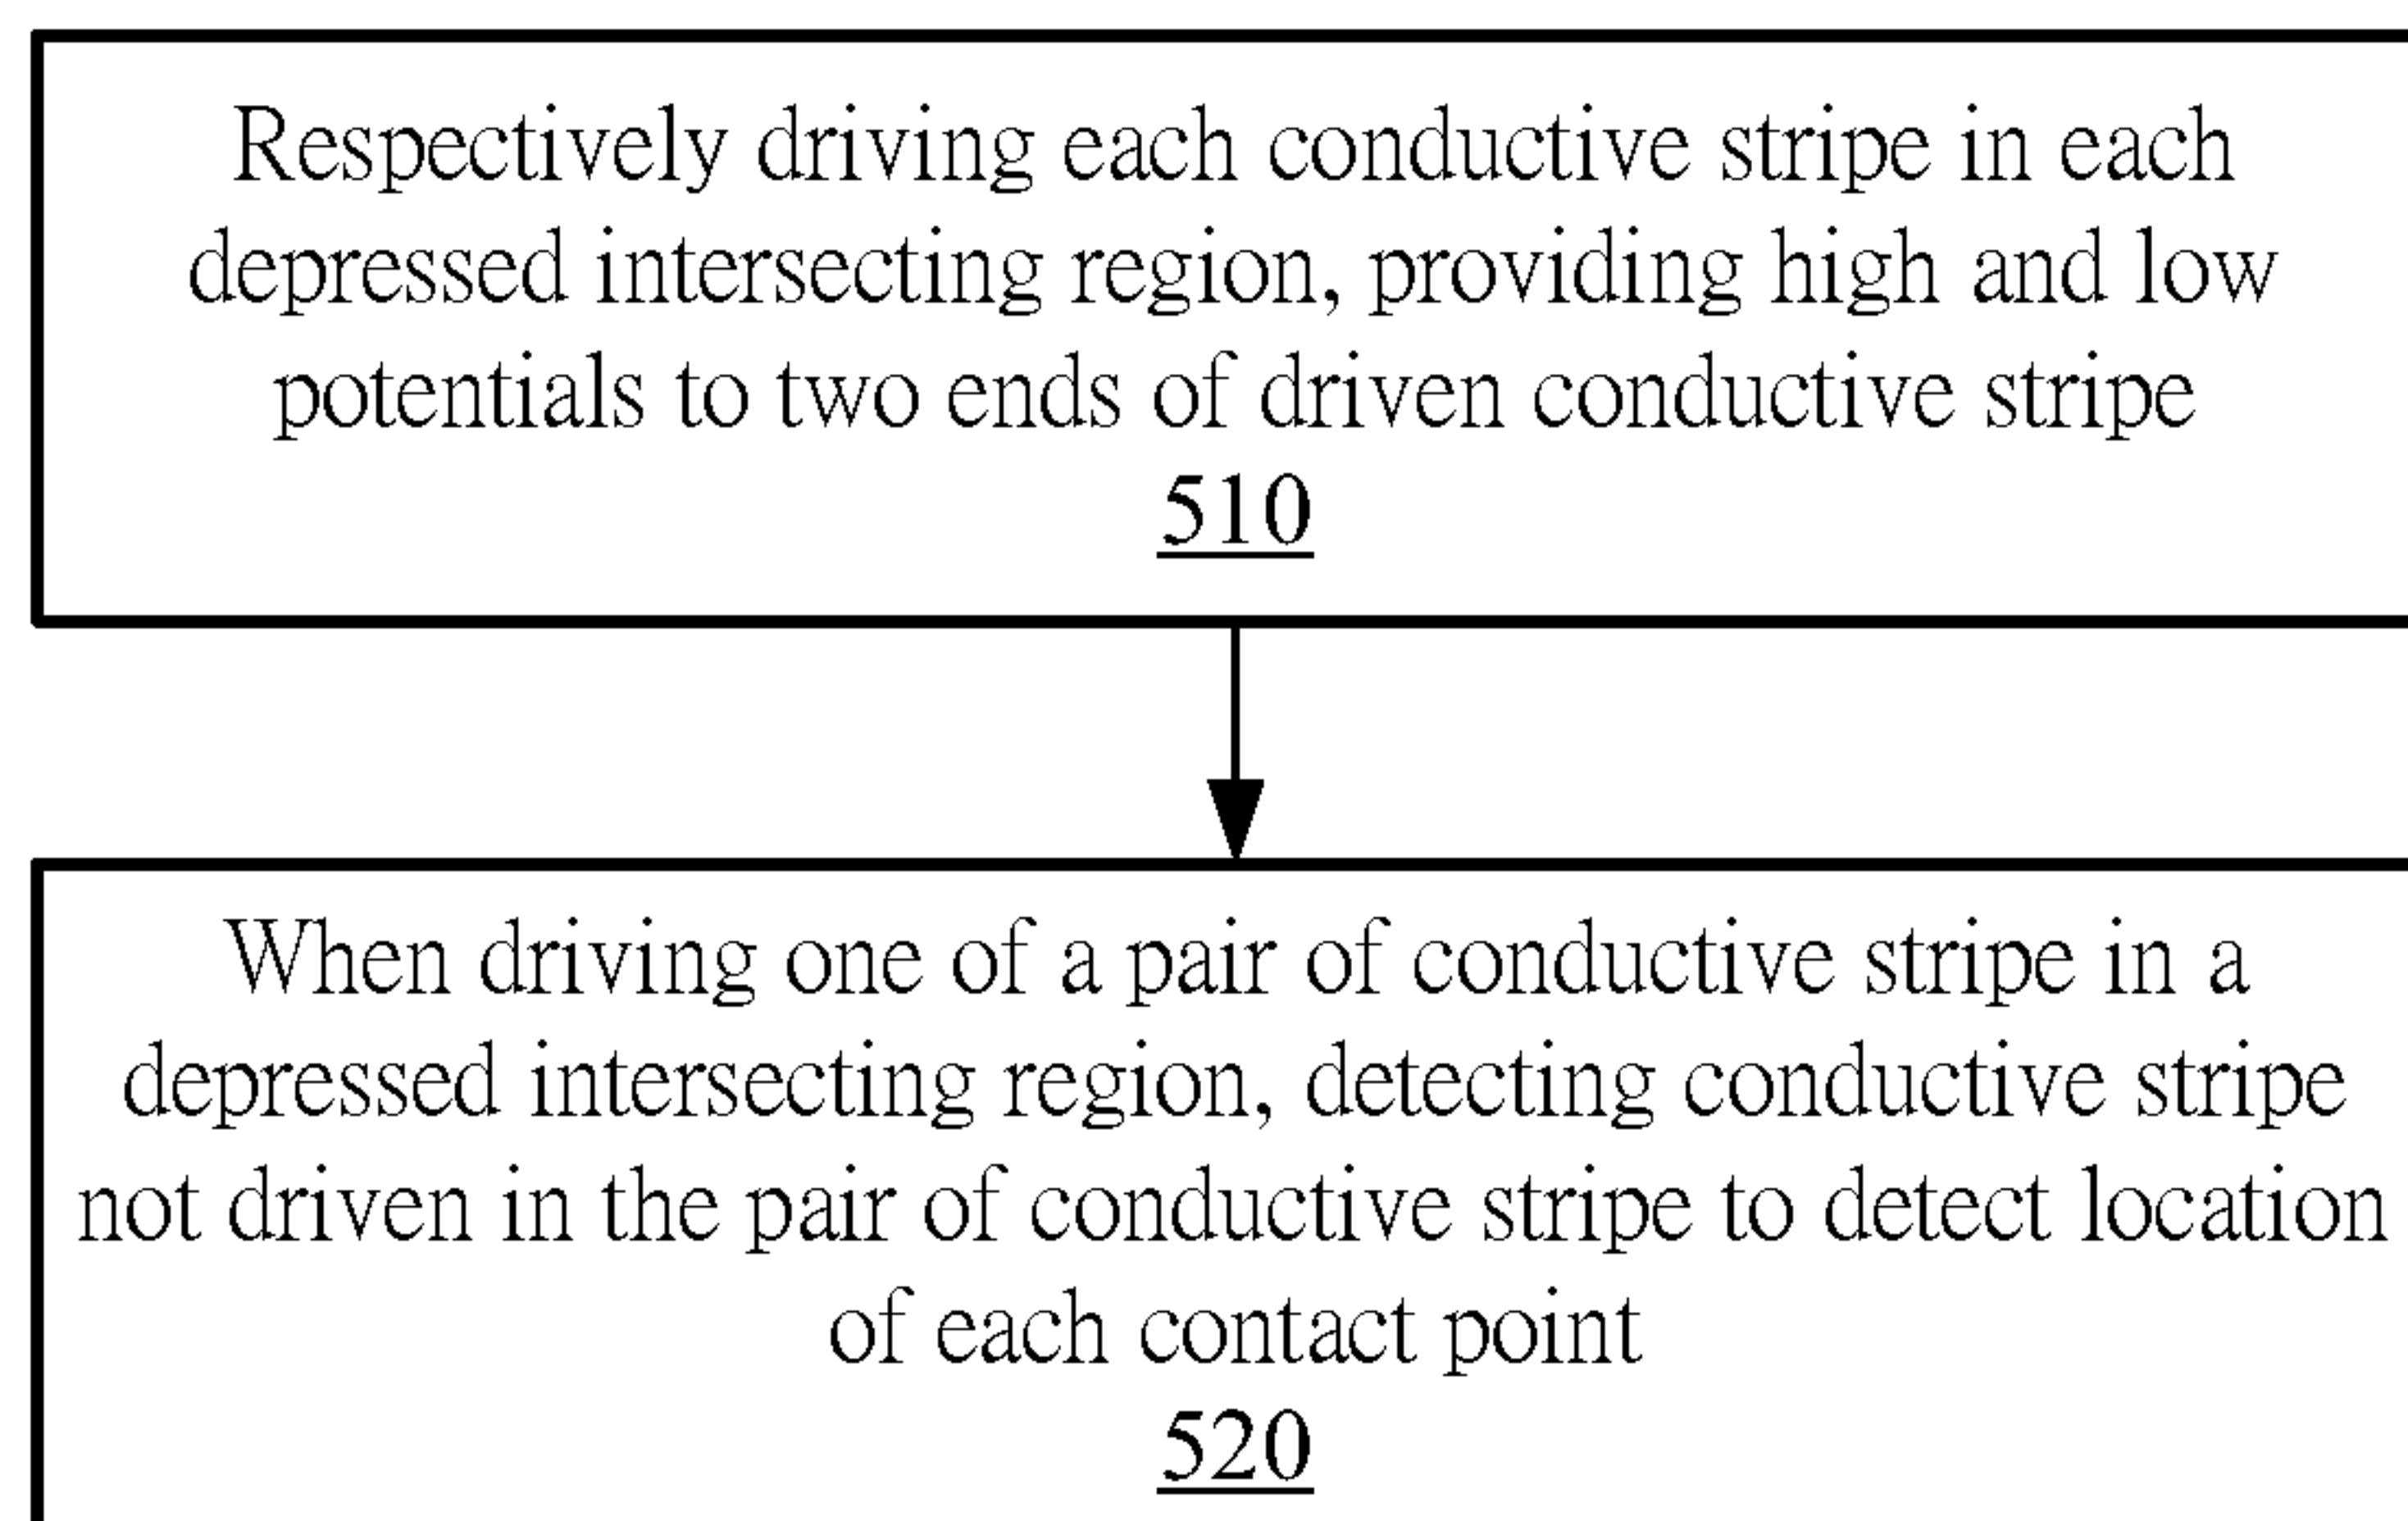 Respectively driving each conductive stripe in each
depressed intersecting region, providing high and low
potentials to two ends of driven conductive stripe
510
When driving one of a pair of conductive stripe in a
depressed intersecting region, detecting conductive stripe
not driven in the pair of conductive stripe to detect location
of each contact point
520